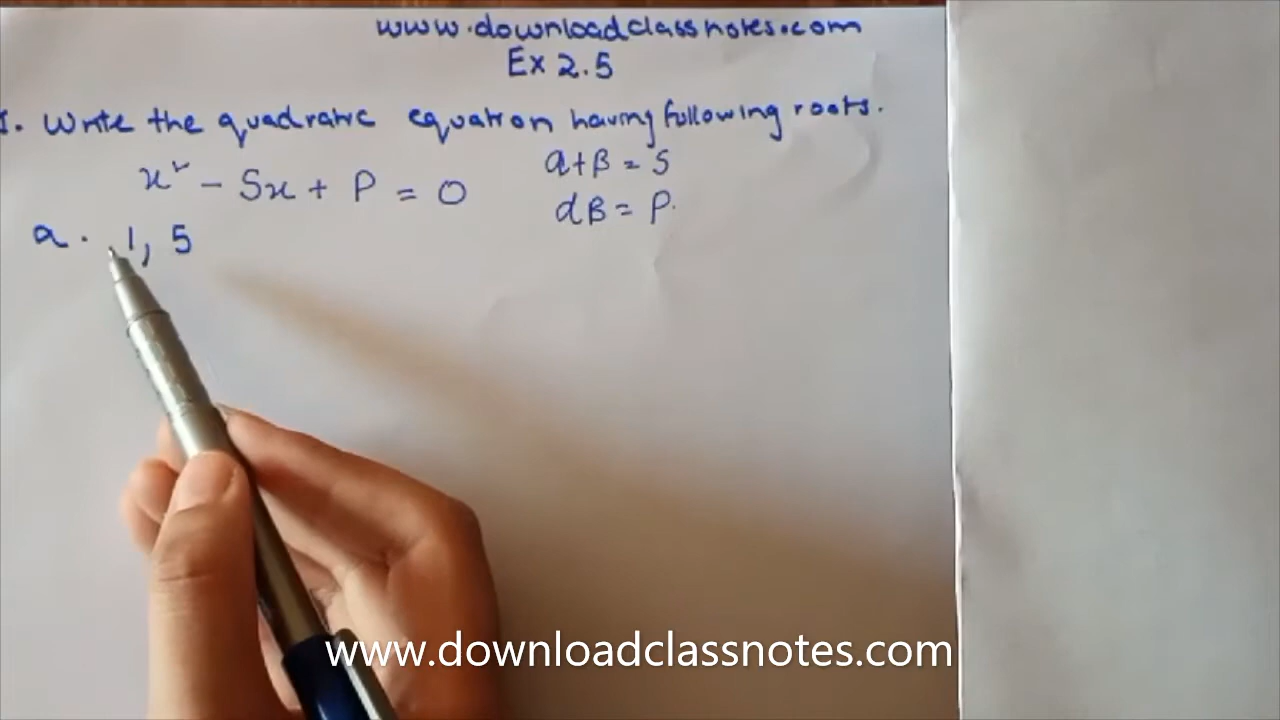 www.downloadclassnotes.com
Ex 2.5
1. Write the quadratic equation having following roots.
x² - Sx + P = 0
α+β = S
αβ = P.
a. 1, 5
www.downloadclassnotes.com